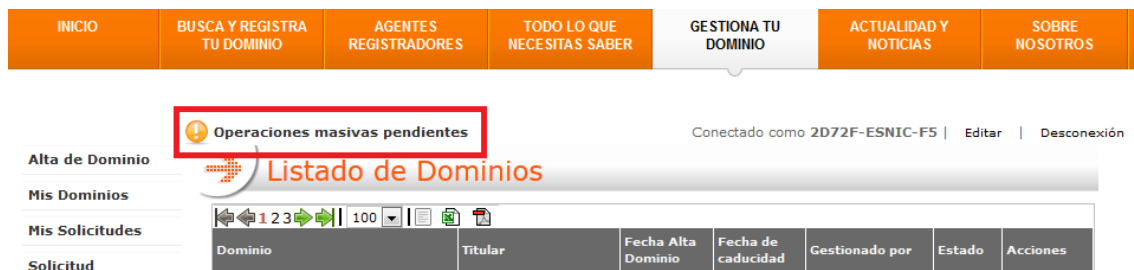 INICIO
BUSCA Y REGISTRA
TU DOMINIO
AGENTES
REGISTRADORES
TODO LO QUE
NECESITAS SABER
GESTIONA TU
DOMINIO
ACTUALIDAD Y
NOTICIAS
SOBRE
NOSOTROS
Operaciones masivas pendientes
Conectado como 2D72F-ESNIC-F5 | Editar | Desconexión
Alta de Dominio
Mis Dominios
Mis Solicitudes
Solicitud
Listado de Dominios
1 2 3 100
Dominio
Titular
Fecha Alta
Dominio
Fecha de
caducidad
Gestionado por
Estado
Acciones